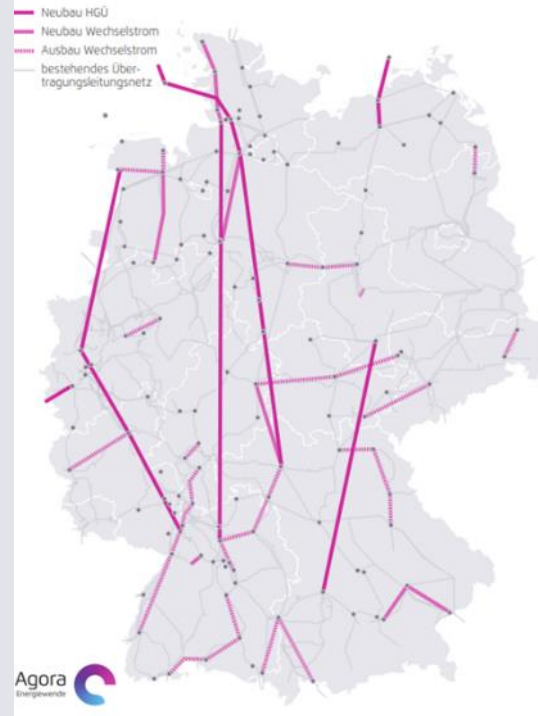 Neubau HGÜ
Neubau Wechselstrom
Ausbau Wechselstrom
bestehendes Über-
tragungsleitungsnetz
Agora
Energiewende